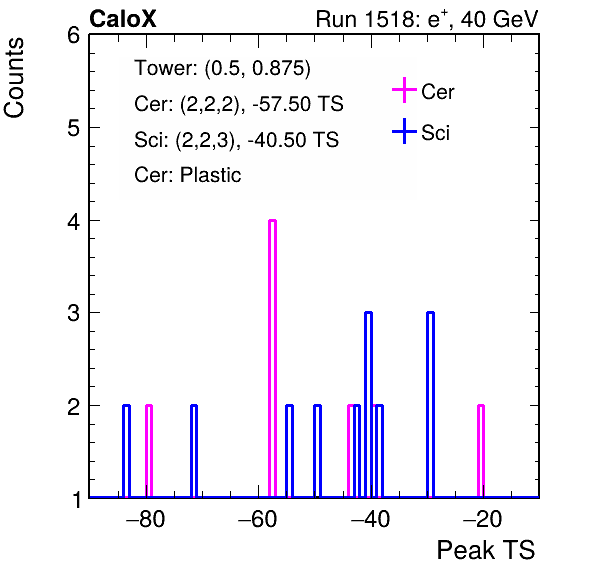 CaloX Run 1518: e⁺, 40 GeV
Counts
Tower: (0.5, 0.875)
Cer: (2,2,2), -57.50 TS
Sci: (2,2,3), -40.50 TS
Cer: Plastic
Cer
Sci
6
5
4
3
2
1
−80 −60 −40 −20
Peak TS